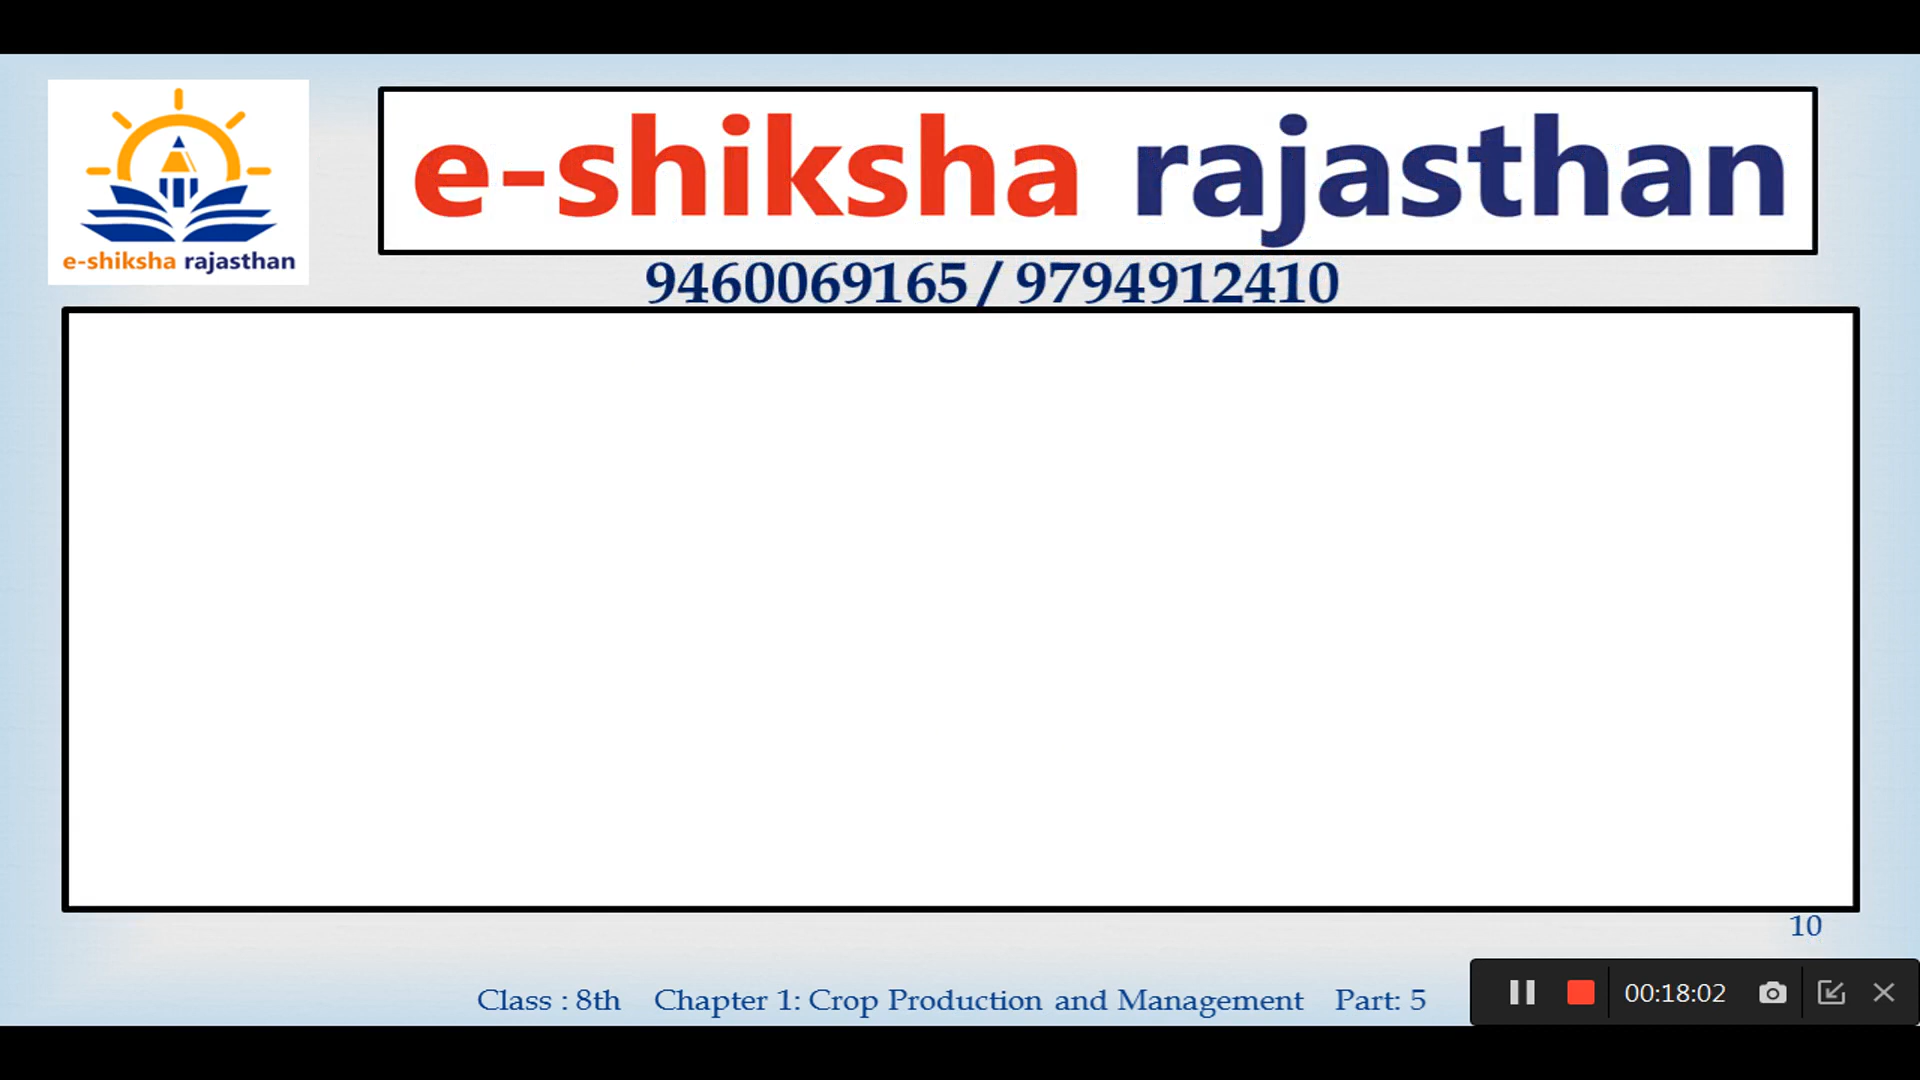 e-shiksha rajasthan
e-shiksha rajasthan
9460069165 / 9794912410
10
Class : 8th Chapter 1: Crop Production and Management Part: 5
00:18:02